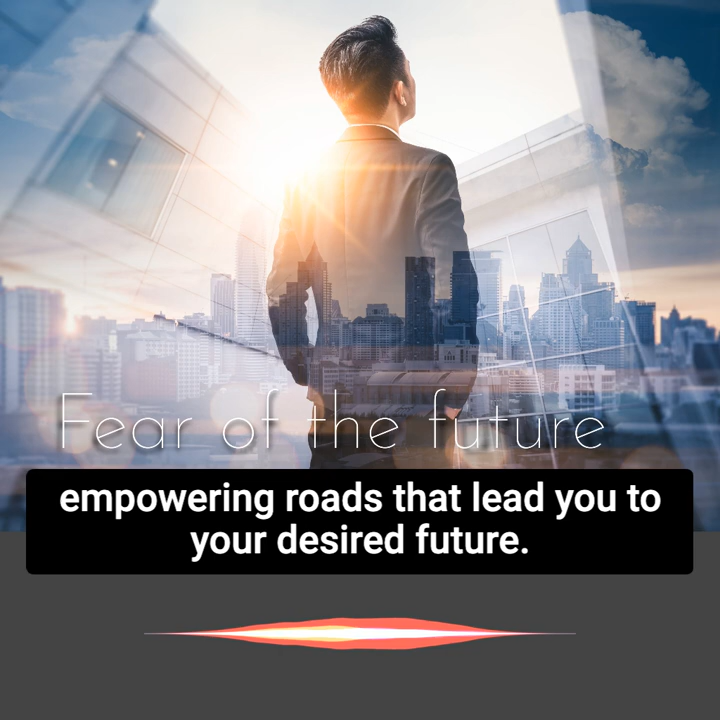 Fear of the future
empowering roads that lead you to
your desired future.